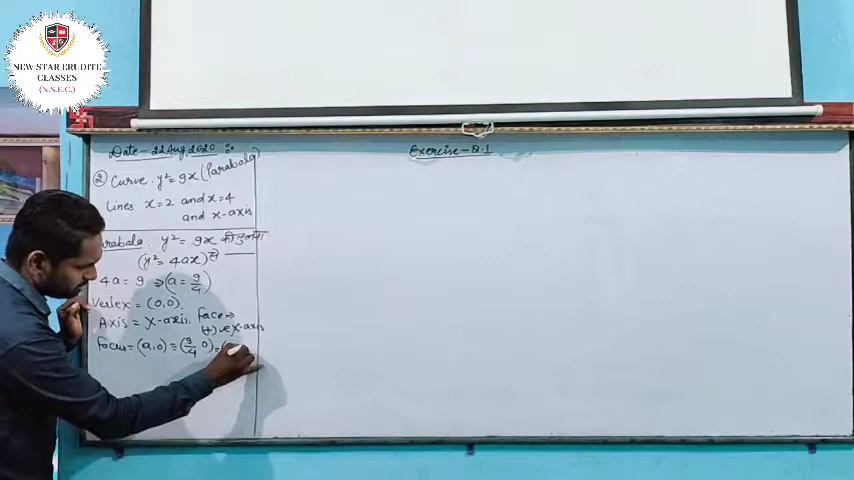 NEW STAR ERUDITE
CLASSES
(N.S.E.C.)
Date - 22 Aug, 2020
Exercise - 8.1
② Curve. y² = 9x (Parabala)
Lines x = 2 and x = 4
and x-axis
arabala. y² = 9x की तुलना
(y² = 4ax) से
4a = 9 ⇒ (a = 9/4)
Vertex = (0,0).
Axis = X-axis. face ⇒
(+)ve X-axis
focus = (a,0) = (9/4, 0) = (